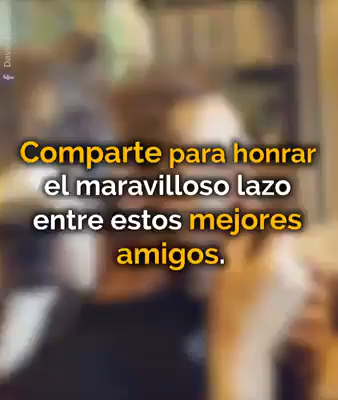 Comparte para honrar
el maravilloso lazo
entre estos mejores
amigos.